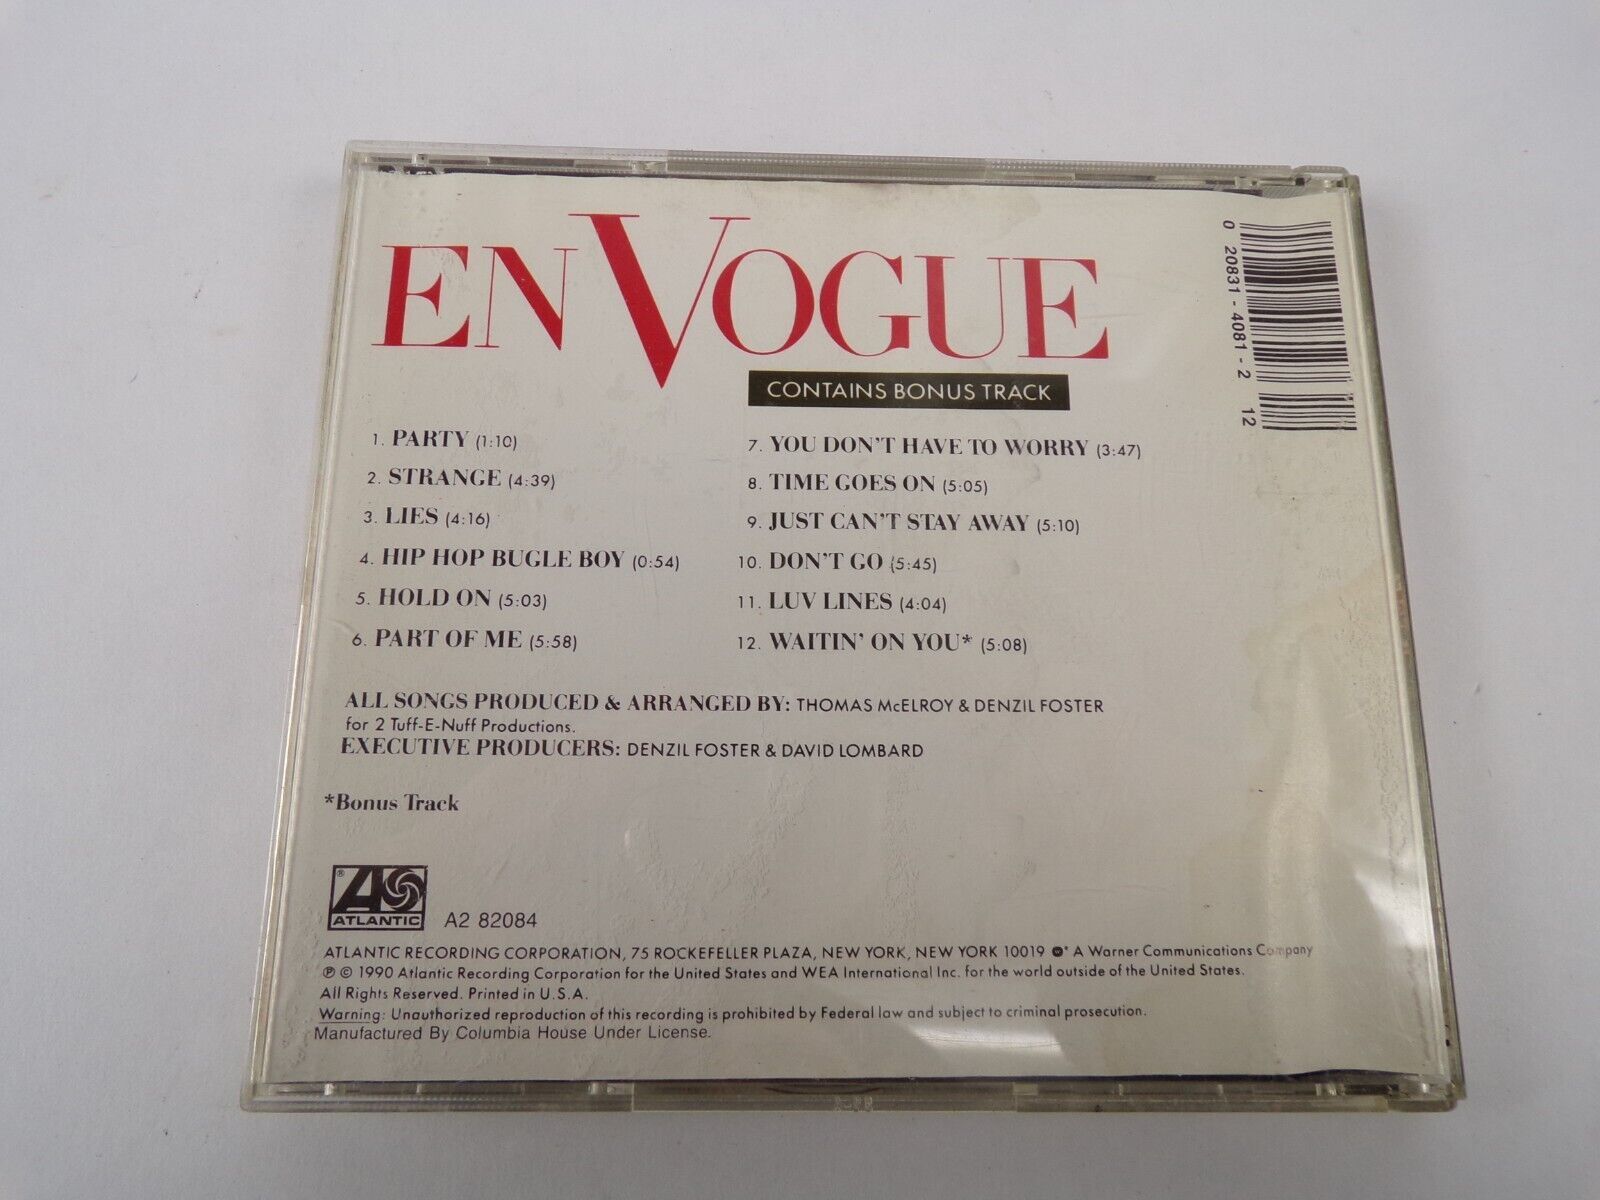 EN VOGUE
CONTAINS BONUS TRACK
1. PARTY (1:10)
2. STRANGE (4:39)
3. LIES (4:16)
4. HIP HOP BUGLE BOY (0:54)
5. HOLD ON (5:03)
6. PART OF ME (5:58)
7. YOU DON'T HAVE TO WORRY (3:47)
8. TIME GOES ON (5:05)
9. JUST CAN'T STAY AWAY (5:10)
10. DON'T GO (5:45)
11. LUV LINES (4:04)
12. WAITIN' ON YOU* (5:08)
ALL SONGS PRODUCED & ARRANGED BY: THOMAS McELROY & DENZIL FOSTER
for 2 Tuff-E-Nuff Productions.
EXECUTIVE PRODUCERS: DENZIL FOSTER & DAVID LOMBARD
*Bonus Track
®
ATLANTIC
A2 82084
ATLANTIC RECORDING CORPORATION, 75 ROCKEFELLER PLAZA, NEW YORK, NEW YORK 10019 A Warner Communications Company
℗ © 1990 Atlantic Recording Corporation for the United States and WEA International Inc. for the world outside of the United States.
All Rights Reserved. Printed in U.S.A.
Warning: Unauthorized reproduction of this recording is prohibited by Federal law and subject to criminal prosecution.
Manufactured By Columbia House Under License.
0 20831-4081-2 12